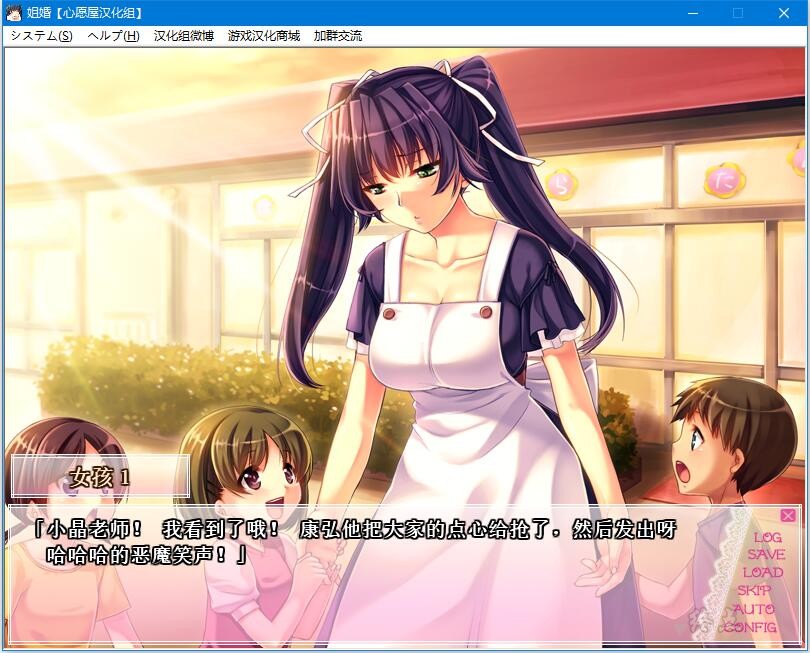 姐婚【心愿屋汉化组】
システム(S) ヘルプ(H) 汉化组微博 游戏汉化商城 加群交流
ら
た
女孩1
「小晶老师! 我看到了哦! 康弘他把大家的点心给抢了.然后发出呀
哈哈哈的恶魔笑声!」
LOG
SAVE
LOAD
SKIP
AUTO
CONFIG